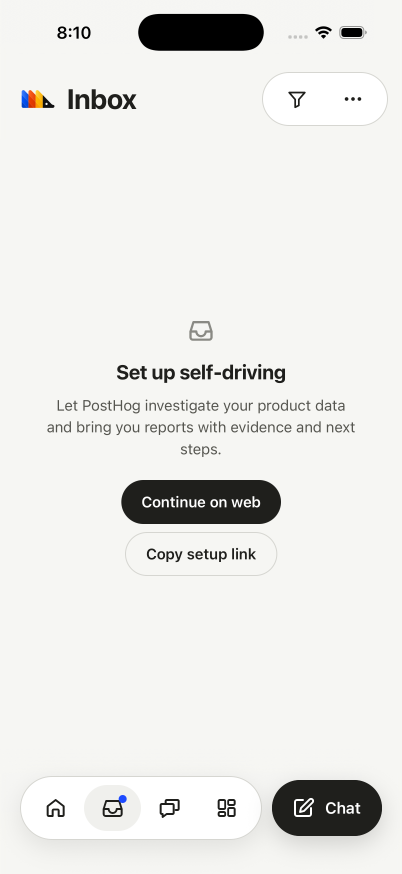 8:10
Inbox
Set up self-driving
Let PostHog investigate your product data
and bring you reports with evidence and next
steps.
Continue on web
Copy setup link
Chat